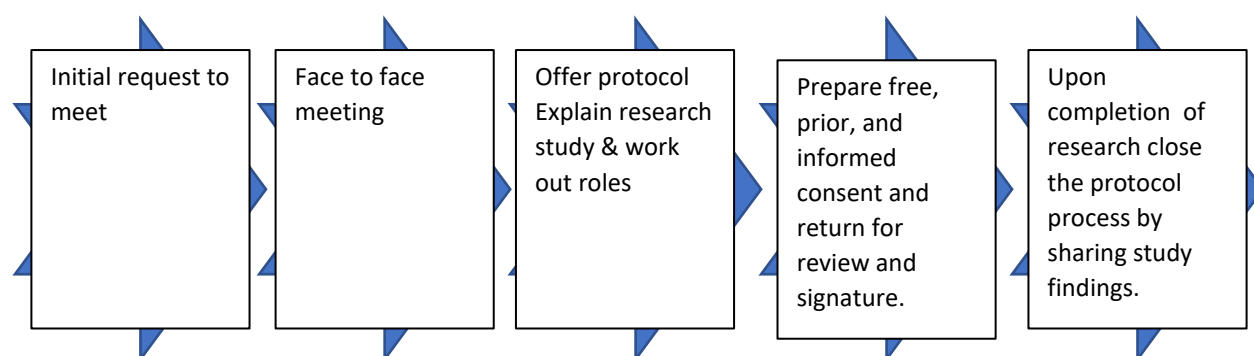 Initial request to
meet
Face to face
meeting
Offer protocol
Explain research
study & work
out roles
Prepare free,
prior, and
informed
consent and
return for
review and
signature.
Upon
completion  of
research close
the protocol
process by
sharing study
findings.